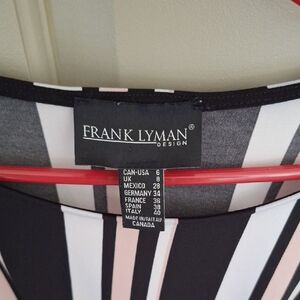 FRANK LYMAN®
DESIGN
CAN-USA 6
UK 8
MEXICO 28
GERMANY 34
FRANCE 36
SPAIN 38
ITALY 40
MADE IN/FAIT AU
CANADA